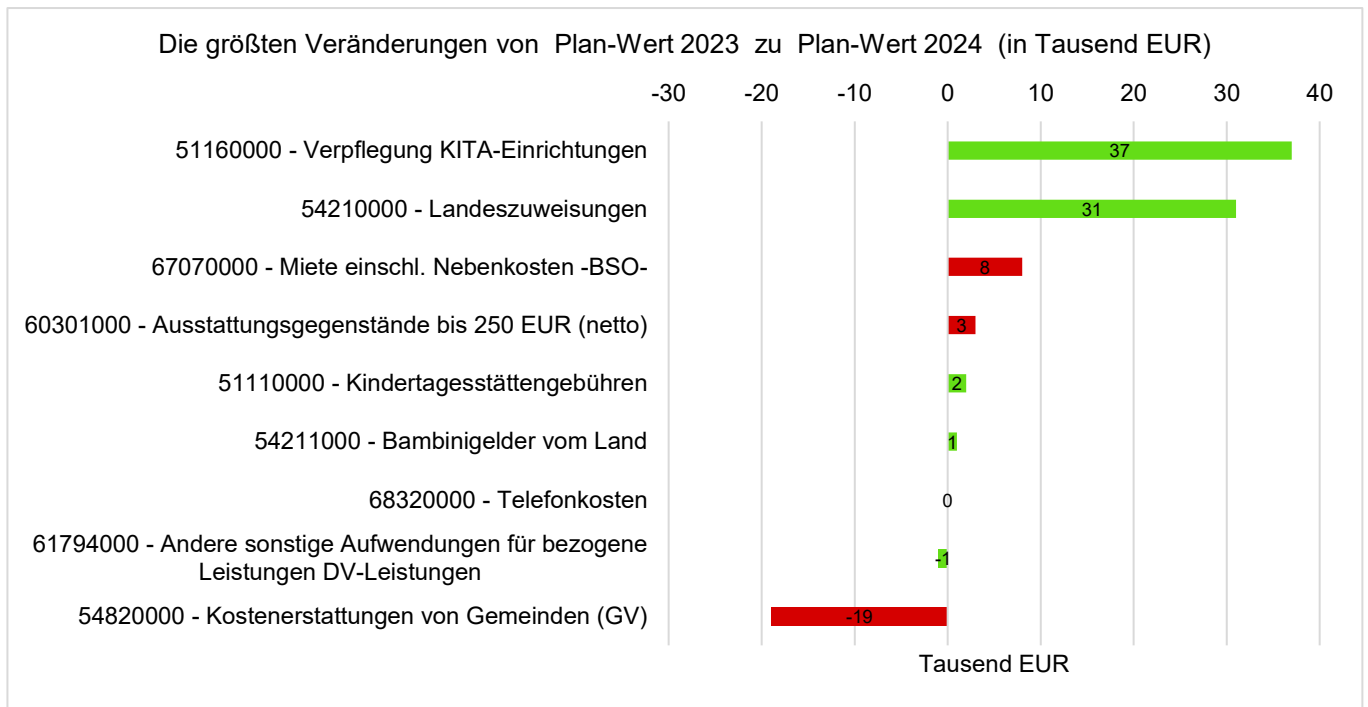 Die größten Veränderungen von  Plan-Wert 2023  zu  Plan-Wert 2024  (in Tausend EUR)
-30 -20 -10 0 10 20 30 40
51160000 - Verpflegung KITA-Einrichtungen 37
54210000 - Landeszuweisungen 31
67070000 - Miete einschl. Nebenkosten -BSO- 8
60301000 - Ausstattungsgegenstände bis 250 EUR (netto) 3
51110000 - Kindertagesstättengebühren 2
54211000 - Bambinigelder vom Land 1
68320000 - Telefonkosten 0
61794000 - Andere sonstige Aufwendungen für bezogene
Leistungen DV-Leistungen -1
54820000 - Kostenerstattungen von Gemeinden (GV) -19
Tausend EUR